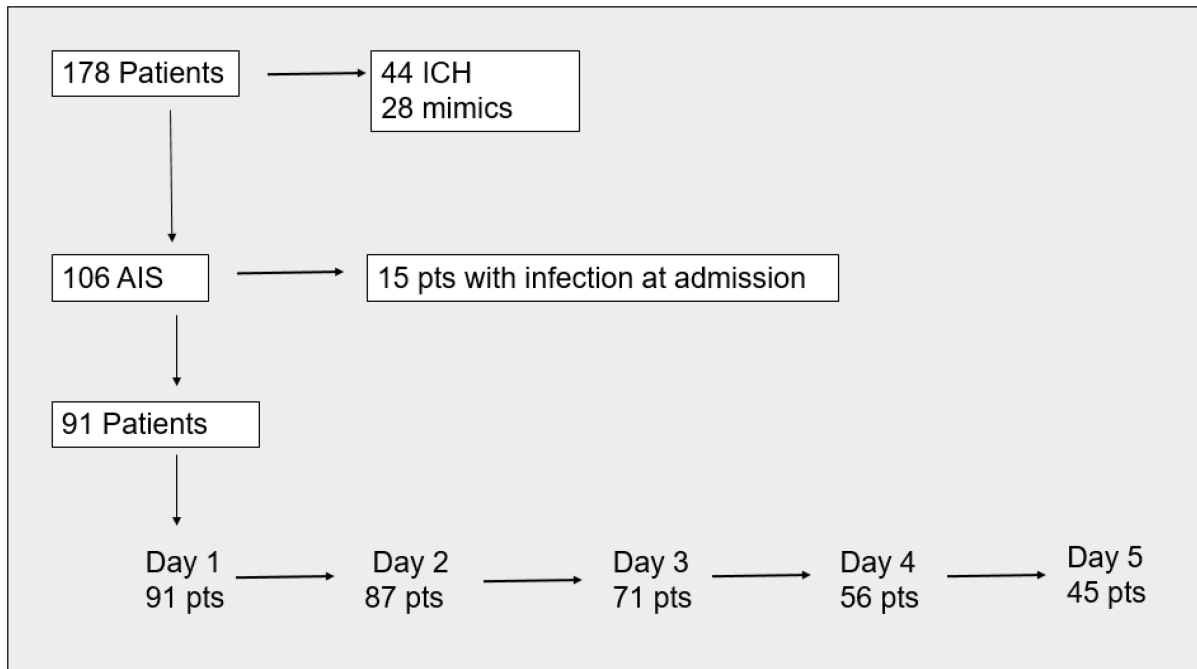 178 Patients
44 ICH
28 mimics
106 AIS
15 pts with infection at admission
91 Patients
Day 1
91 pts
Day 2
87 pts
Day 3
71 pts
Day 4
56 pts
Day 5
45 pts